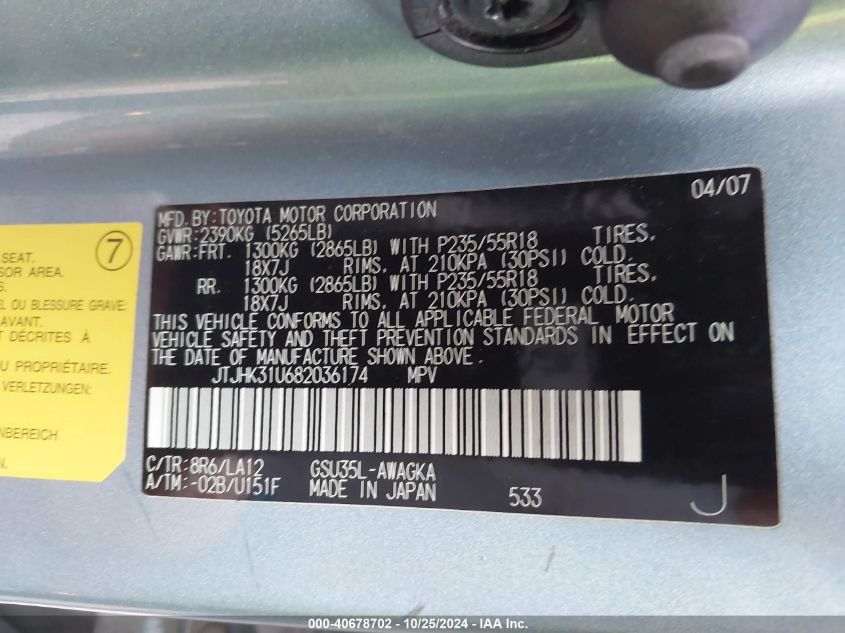 04/07
MFD. BY: TOYOTA MOTOR CORPORATION
GVWR: 2390KG (5265LB)
GAWR: FRT. 1300KG (2865LB) WITH P235/55R18 TIRES,
18X7J RIMS, AT 210KPA (30PSI) COLD.
RR. 1300KG (2865LB) WITH P235/55R18 TIRES,
18X7J RIMS, AT 210KPA (30PSI) COLD.
THIS VEHICLE CONFORMS TO ALL APPLICABLE FEDERAL MOTOR
VEHICLE SAFETY AND THEFT PREVENTION STANDARDS IN EFFECT ON
THE DATE OF MANUFACTURE SHOWN ABOVE.
JTJHK31U682036174 MPV
C/TR: 8R6/LA12 GSU35L-AWAGKA
A/TM: -02B/U151F MADE IN JAPAN 533 J
7
SEAT.
AREA.
OU BLESSURE GRAVE:
DÉCRITES À
PROPRIÉTAIRE.
VERLETZUNGEN:
000-40678702 - 10/25/2024 - IAA Inc.